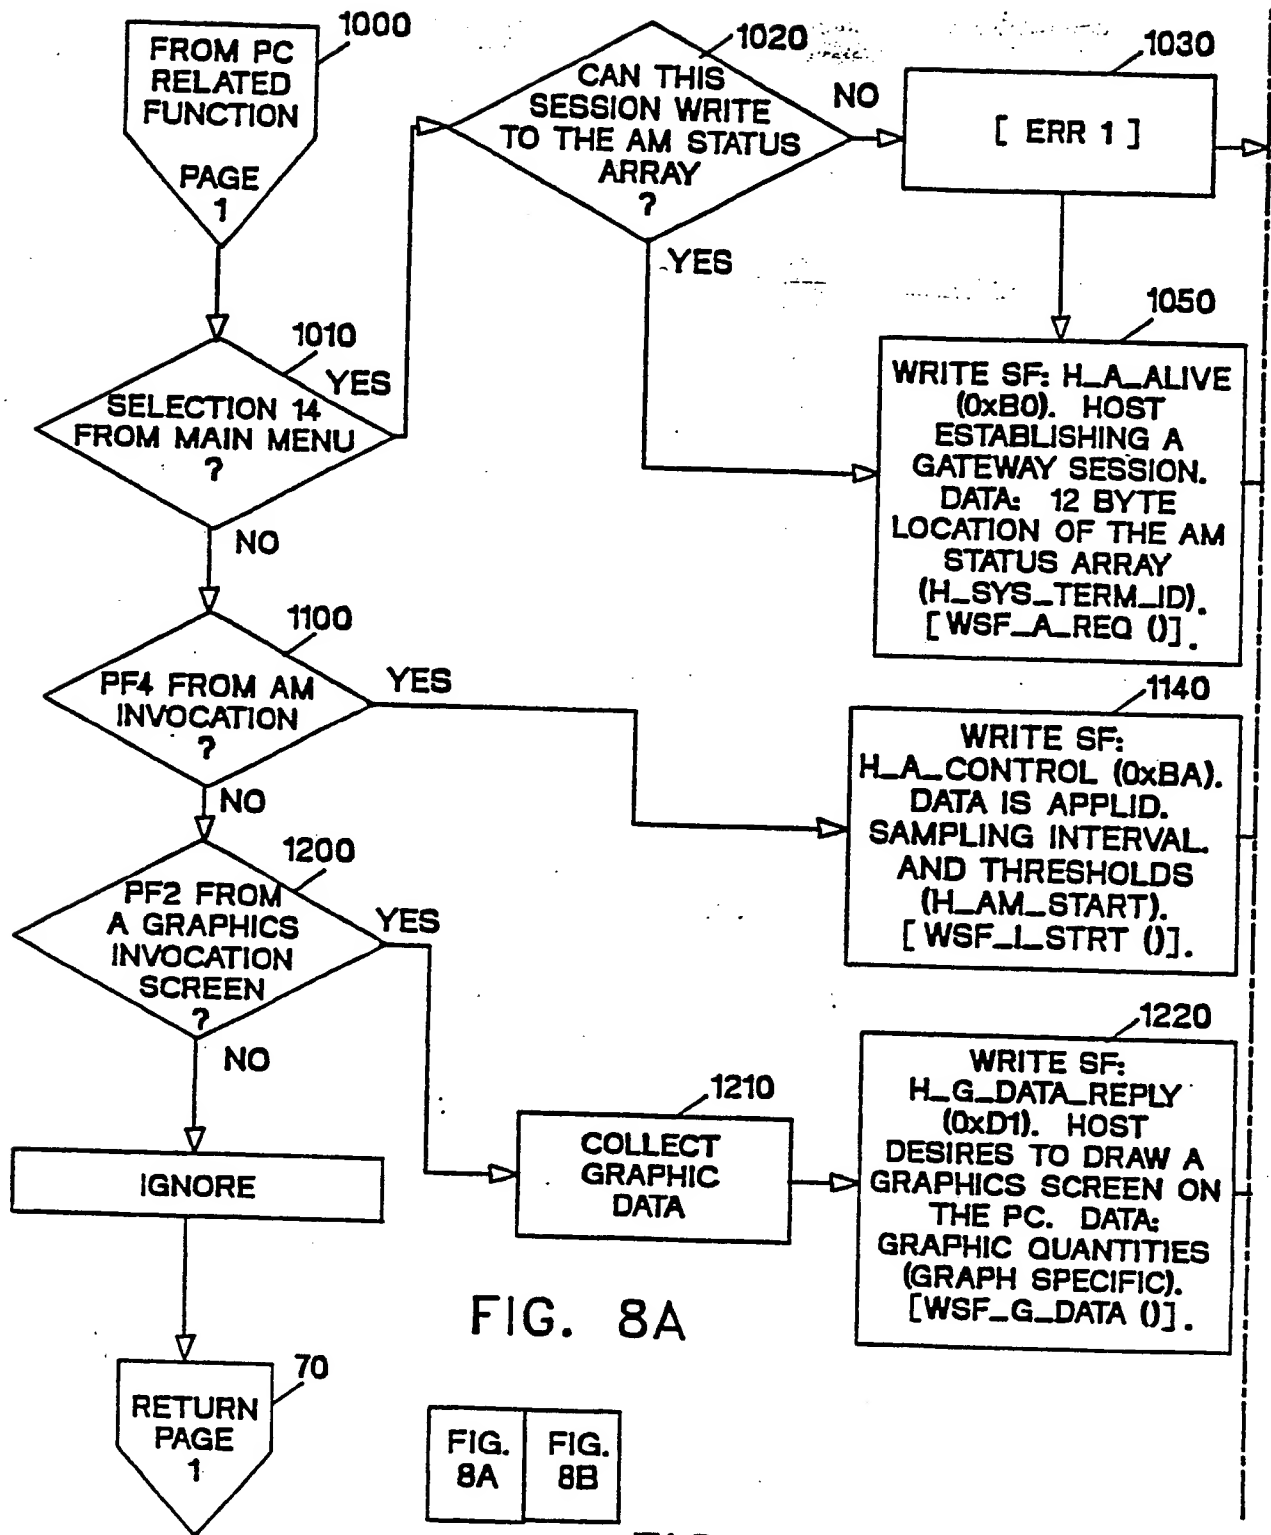 1000
FROM PC
RELATED
FUNCTION
PAGE
1
1020
CAN THIS
SESSION WRITE
TO THE AM STATUS
ARRAY
?
NO
YES
1030
[ ERR 1 ]
1010
SELECTION 14
FROM MAIN MENU
?
YES
NO
1050
WRITE SF: H_A_ALIVE
(0xB0). HOST
ESTABLISHING A
GATEWAY SESSION.
DATA: 12 BYTE
LOCATION OF THE AM
STATUS ARRAY
(H_SYS_TERM_ID).
[WSF_A_REQ ()].
1100
PF4 FROM AM
INVOCATION
?
YES
NO
1140
WRITE SF:
H_A_CONTROL (0xBA).
DATA IS APPLID.
SAMPLING INTERVAL.
AND THRESHOLDS
(H_AM_START).
[WSF_I_STRT ()].
1200
PF2 FROM
A GRAPHICS
INVOCATION
SCREEN
?
YES
NO
1210
COLLECT
GRAPHIC
DATA
1220
WRITE SF:
H_G_DATA_REPLY
(0xD1). HOST
DESIRES TO DRAW A
GRAPHICS SCREEN ON
THE PC. DATA:
GRAPHIC QUANTITIES
(GRAPH SPECIFIC).
[WSF_G_DATA ()].
IGNORE
70
RETURN
PAGE
1
FIG. 8A
FIG.
8A
FIG.
8B